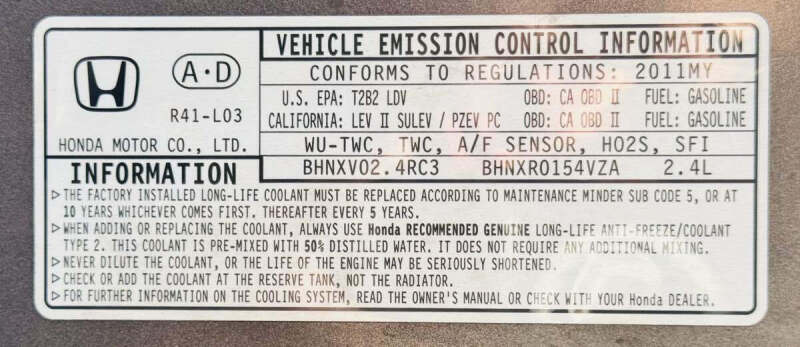 VEHICLE EMISSION CONTROL INFORMATION
A·D
CONFORMS TO REGULATIONS: 2011MY
R41-L03
U.S. EPA: T2B2 LDV OBD: CA OBD II FUEL: GASOLINE
CALIFORNIA: LEV II SULEV / PZEV PC OBD: CA OBD II FUEL: GASOLINE
HONDA MOTOR CO., LTD.
WU-TWC, TWC, A/F SENSOR, HO2S, SFI
BHNXV02.4RC3 BHNXR0154VZA 2.4L
INFORMATION
▷THE FACTORY INSTALLED LONG-LIFE COOLANT MUST BE REPLACED ACCORDING TO MAINTENANCE MINDER SUB CODE 5, OR AT
10 YEARS WHICHEVER COMES FIRST. THEREAFTER EVERY 5 YEARS.
▷WHEN ADDING OR REPLACING THE COOLANT, ALWAYS USE Honda RECOMMENDED GENUINE LONG-LIFE ANTI-FREEZE/COOLANT
TYPE 2. THIS COOLANT IS PRE-MIXED WITH 50% DISTILLED WATER. IT DOES NOT REQUIRE ANY ADDITIONAL MIXING.
▷NEVER DILUTE THE COOLANT, OR THE LIFE OF THE ENGINE MAY BE SERIOUSLY SHORTENED.
▷CHECK OR ADD THE COOLANT AT THE RESERVE TANK, NOT THE RADIATOR.
▷FOR FURTHER INFORMATION ON THE COOLING SYSTEM, READ THE OWNER'S MANUAL OR CHECK WITH YOUR Honda DEALER.